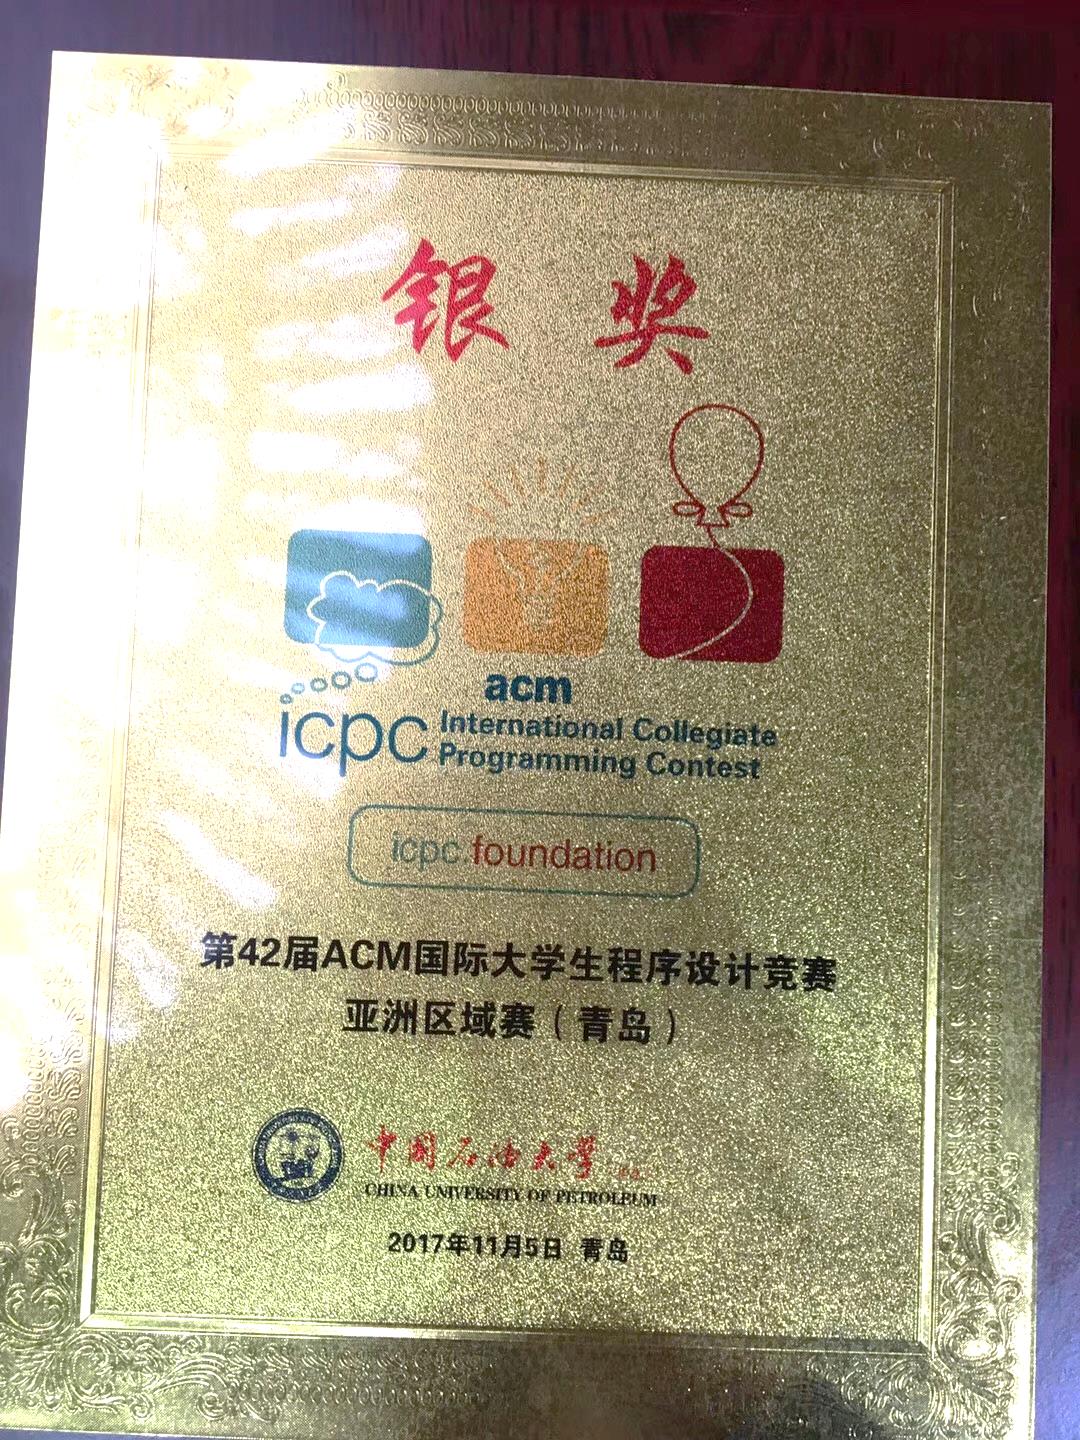 银奖
acm
icpc International Collegiate
Programming Contest
icpc.foundation
第42届ACM国际大学生程序设计竞赛
亚洲区域赛（青岛）
中国石油大学
CHINA UNIVERSITY OF PETROLEUM
2017年11月5日 青岛